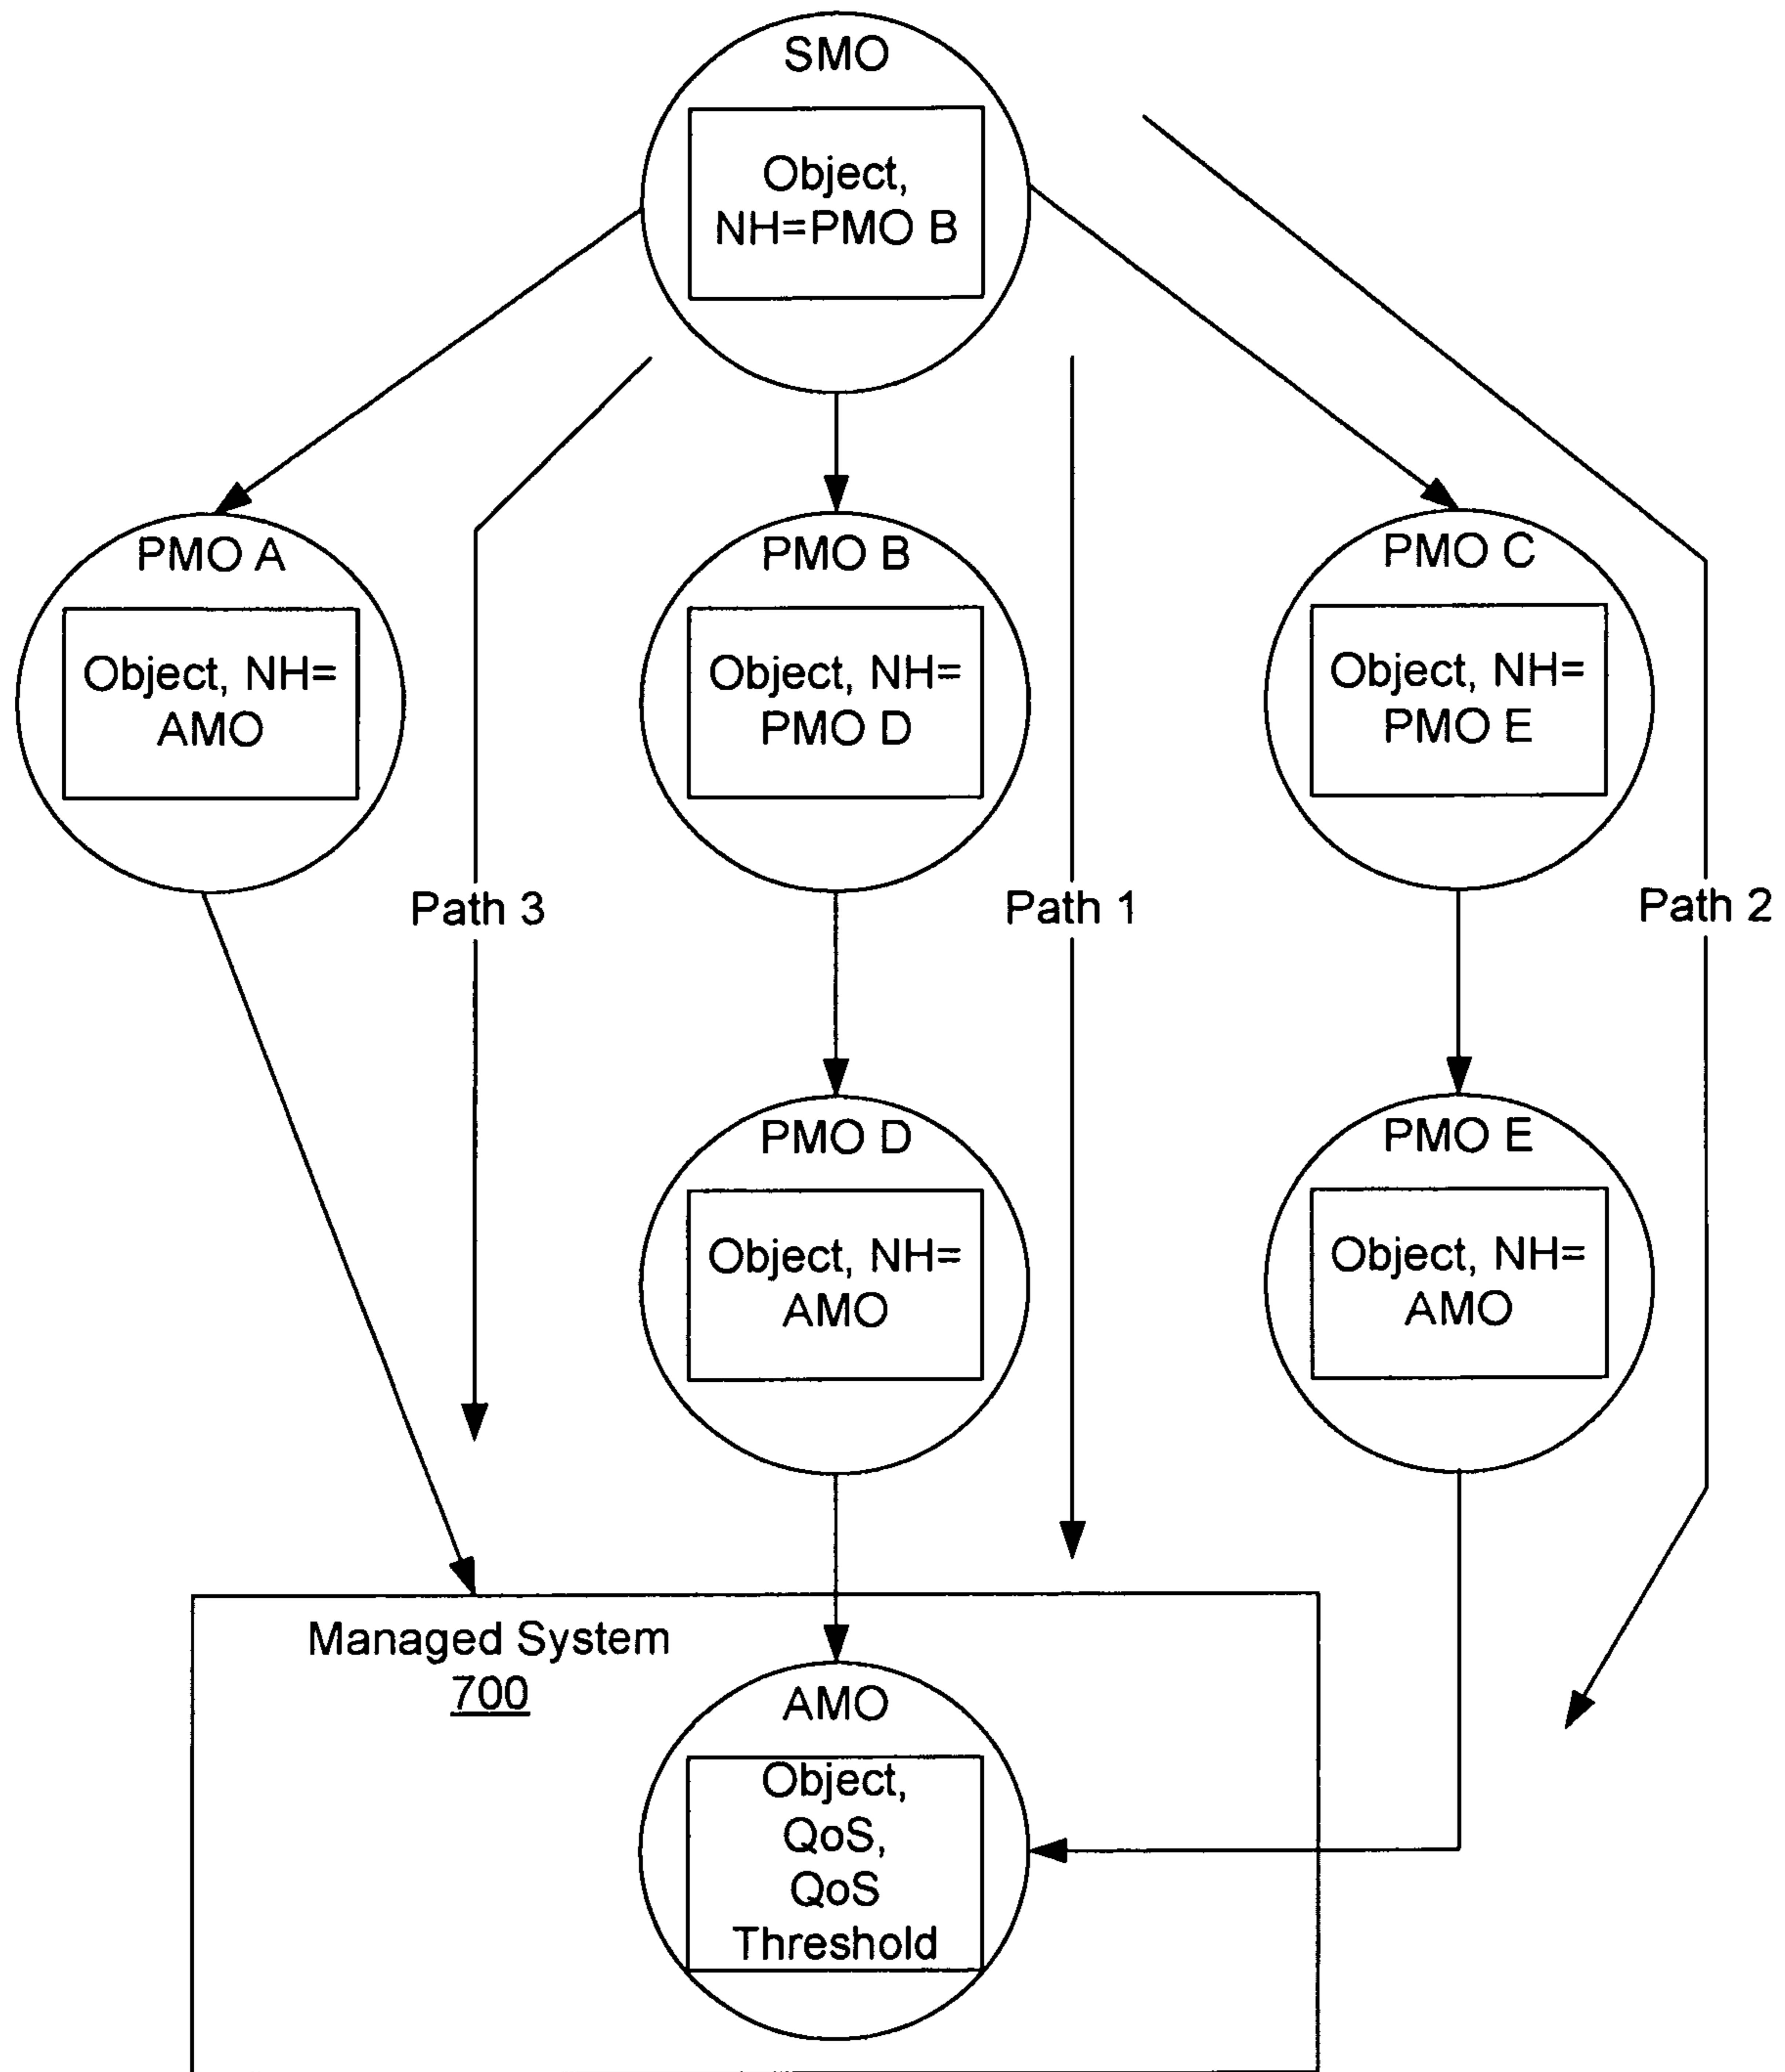 SMO
Object,
NH=PMO B
PMO A
Object, NH=
AMO
PMO B
Object, NH=
PMO D
PMO C
Object, NH=
PMO E
Path 3
Path 1
Path 2
PMO D
Object, NH=
AMO
PMO E
Object, NH=
AMO
Managed System
700
AMO
Object,
QoS,
QoS
Threshold